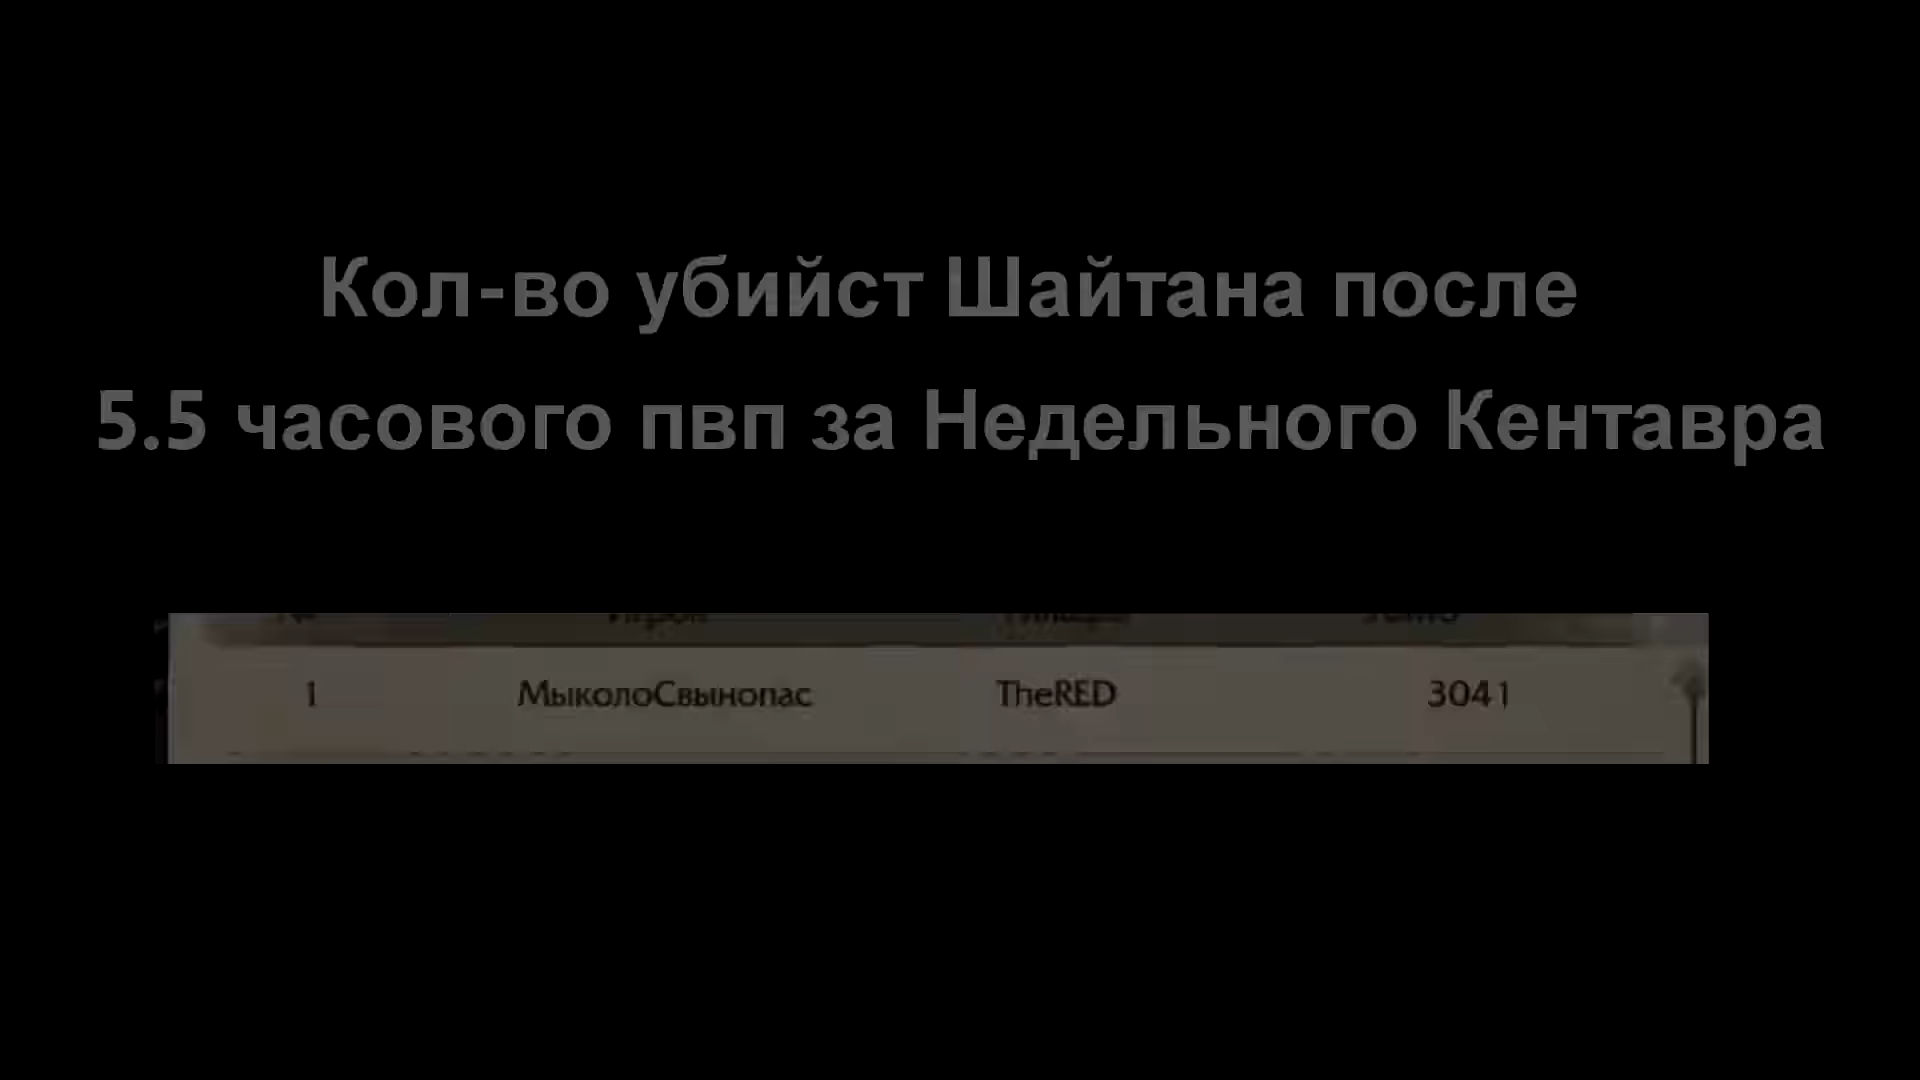 Кол-во убийст Шайтана после
5.5 часового пвп за Недельного Кентавра
1 МыколоСвынопас TheRED 3041